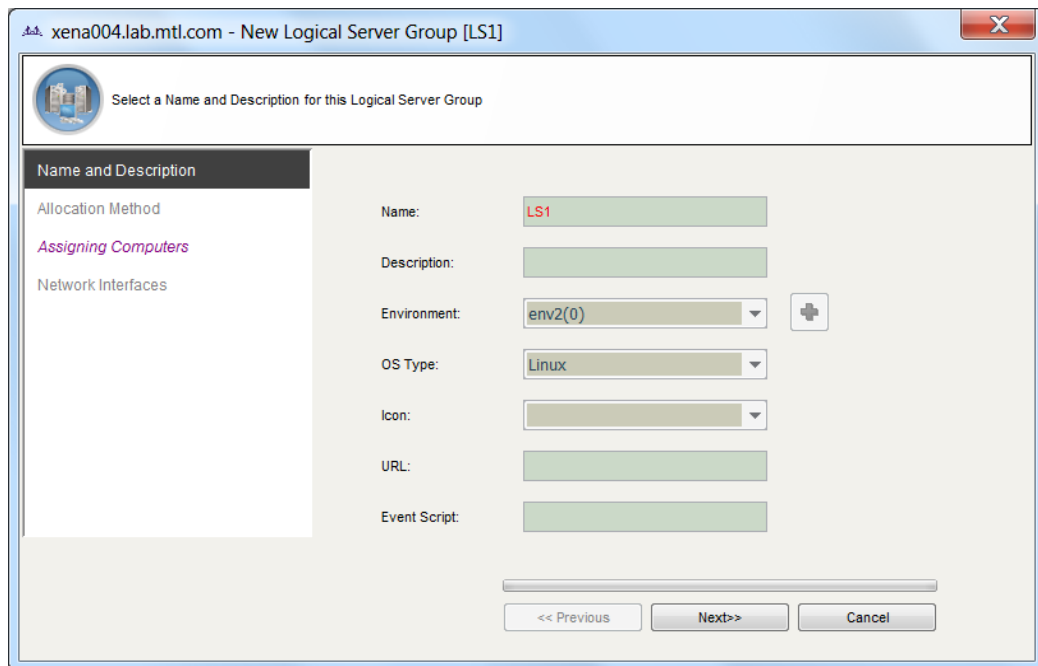 xena004.lab.mtl.com - New Logical Server Group [LS1]
Select a Name and Description for this Logical Server Group
Name and Description
Allocation Method
Assigning Computers
Network Interfaces
Name: LS1
Description:
Environment: env2(0)
OS Type: Linux
Icon:
URL:
Event Script:
<< Previous Next>> Cancel